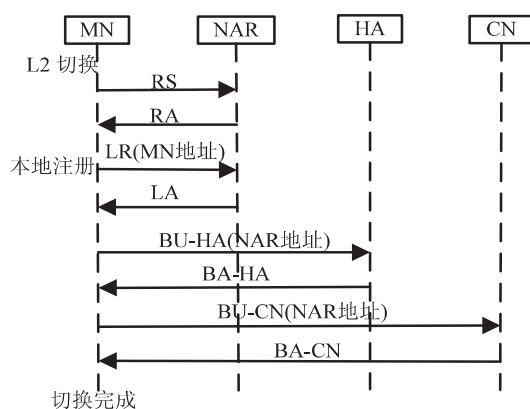 MN NAR HA CN
L2 切换
RS
RA
LR(MN地址)
本地注册
LA
BU-HA(NAR地址)
BA-HA
BU-CN(NAR地址)
BA-CN
切换完成